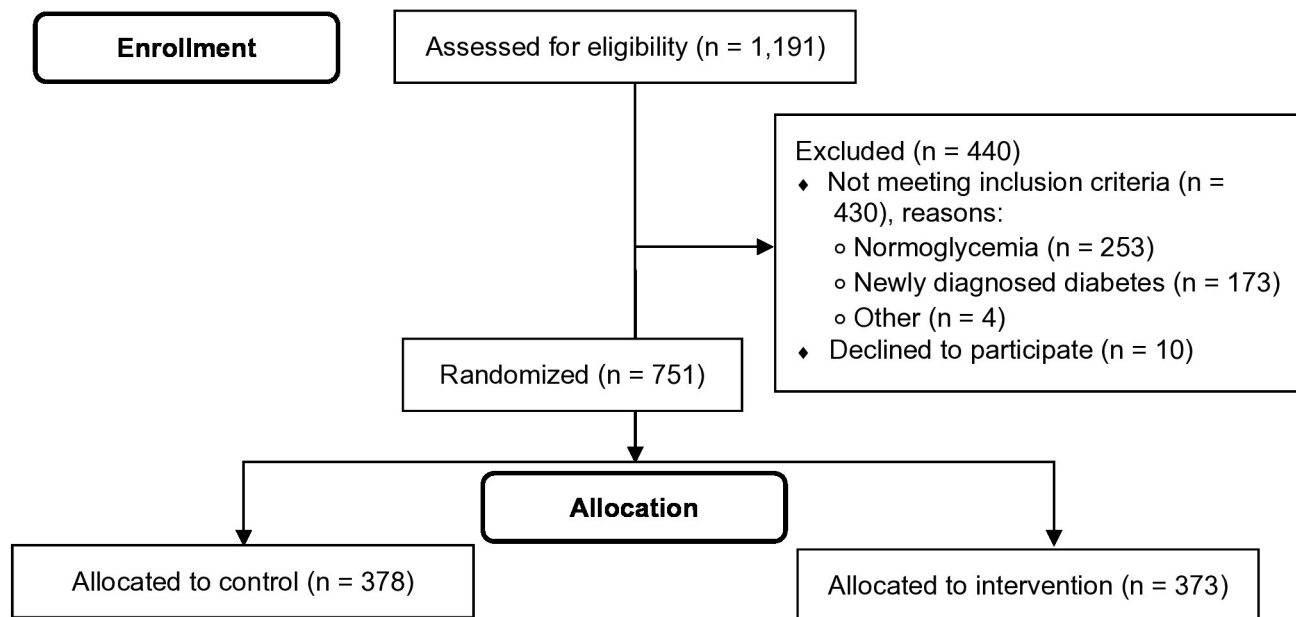 Enrollment
Assessed for eligibility (n = 1,191)
Excluded (n = 440)
♦ Not meeting inclusion criteria (n =
430), reasons:
o Normoglycemia (n = 253)
o Newly diagnosed diabetes (n = 173)
o Other (n = 4)
♦ Declined to participate (n = 10)
Randomized (n = 751)
Allocation
Allocated to control (n = 378)
Allocated to intervention (n = 373)